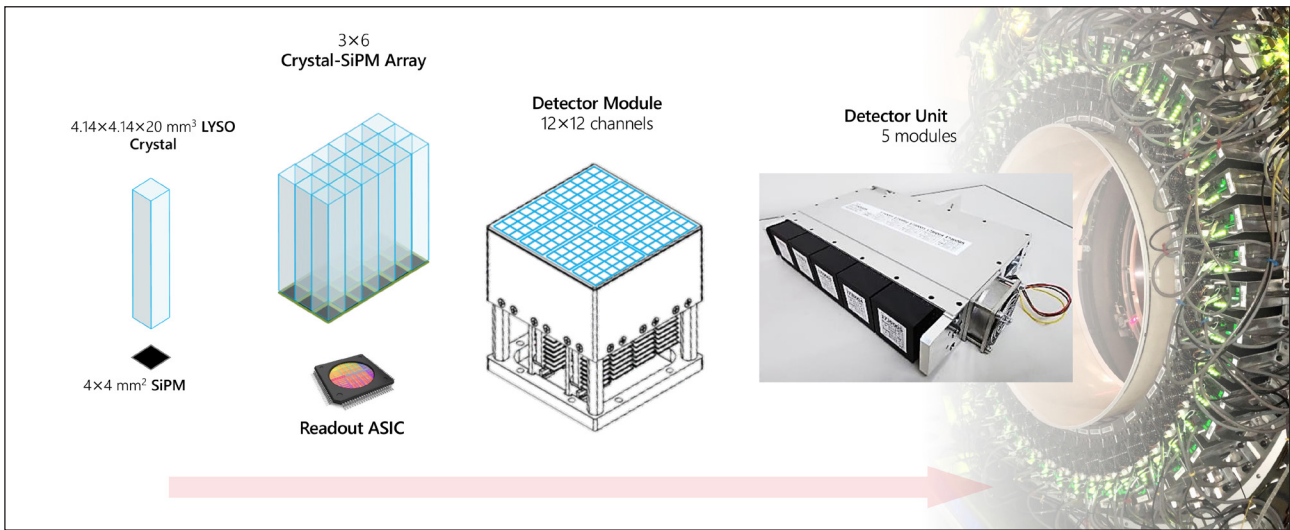 4.14×4.14×20 mm³ LYSO
Crystal
4×4 mm² SiPM
3×6
Crystal-SiPM Array
Readout ASIC
Detector Module
12×12 channels
Detector Unit
5 modules